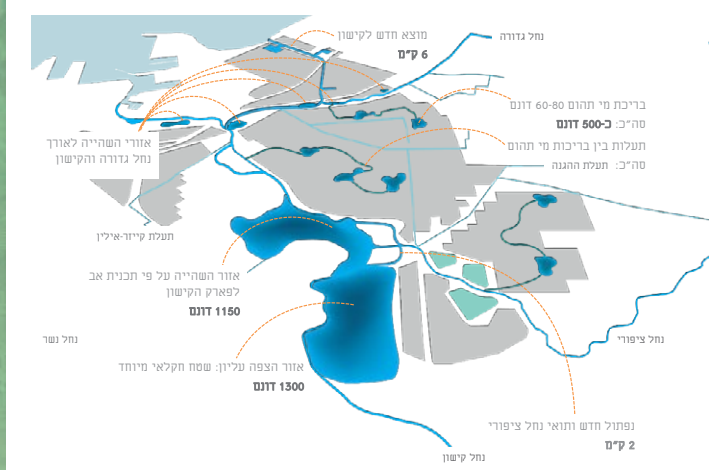 מוצא חדש לקישון
6 ק"מ
נחל גדורה
בריכת מי תהום 60-80 דונם
סה"כ: כ-500 דונם
תעלות בין בריכות מי תהום
סה"כ: תעלת ההגנה
אזורי השהייה לאורך
נחל גדורה והקישון
תעלת קייזר-אילין
אזור השהייה על פי תכנית אב
לפארק הקישון
1150 דונם
נחל נשר
נחל ציפורי
אזור הצפה עליון: שטח חקלאי מיוחד
1300 דונם
נפתול חדש ותואי נחל ציפורי
2 ק"מ
נחל קישון